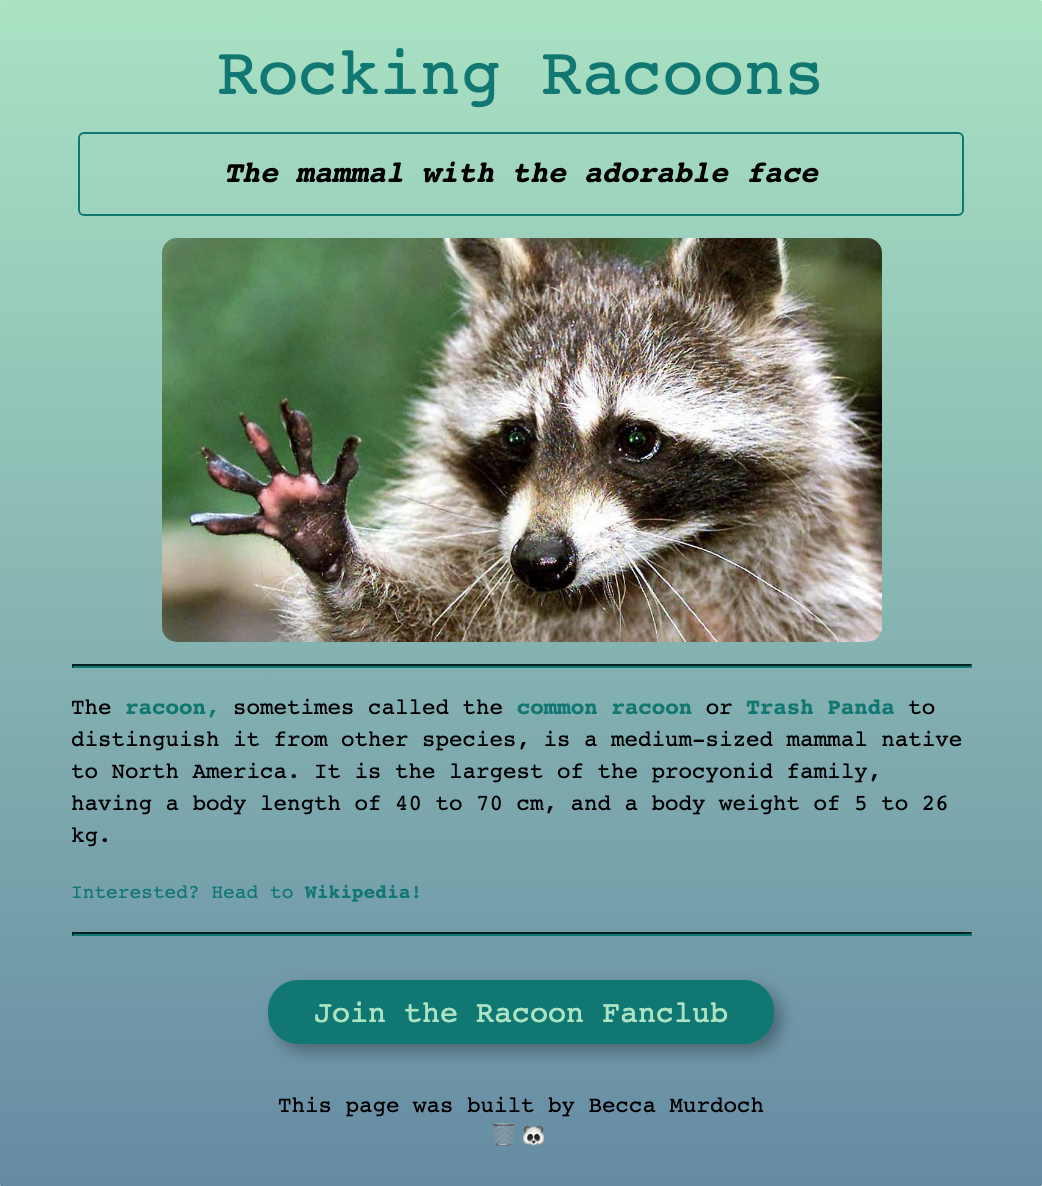 Rocking Racoons
The mammal with the adorable face
The racoon, sometimes called the common racoon or Trash Panda to
distinguish it from other species, is a medium-sized mammal native
to North America. It is the largest of the procyonid family,
having a body length of 40 to 70 cm, and a body weight of 5 to 26
kg.
Interested? Head to Wikipedia!
Join the Racoon Fanclub
This page was built by Becca Murdoch
🗑️🐼